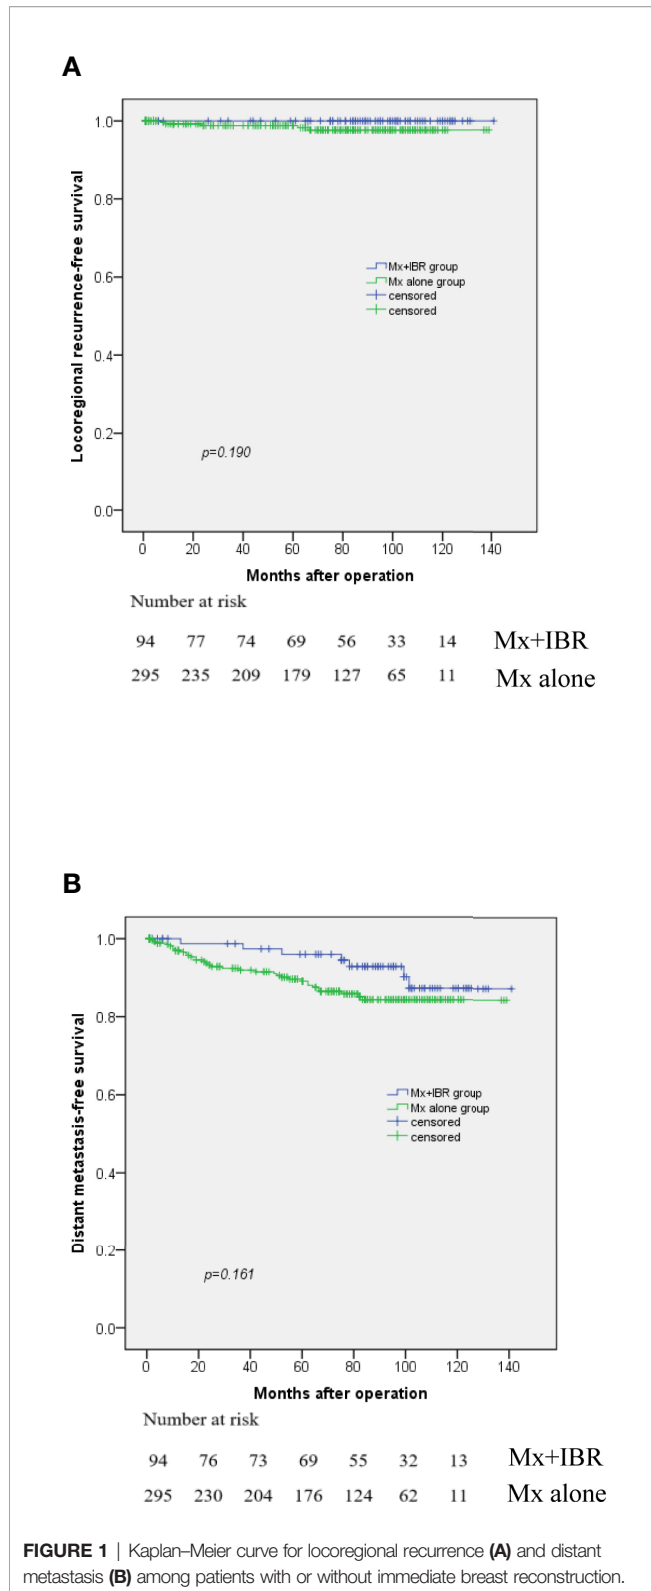 A
Locoregional recurrence-free survival
1.0
0.8
0.6
0.4
0.2
0.0
Mx+IBR group
Mx alone group
censored
censored
p=0.190
0 20 40 60 80 100 120 140
Months after operation
Number at risk
94 77 74 69 56 33 14 Mx+IBR
295 235 209 179 127 65 11 Mx alone
B
Distant metastasis-free survival
1.0
0.8
0.6
0.4
0.2
0.0
Mx+IBR group
Mx alone group
censored
censored
p=0.161
0 20 40 60 80 100 120 140
Months after operation
Number at risk
94 76 73 69 55 32 13 Mx+IBR
295 230 204 176 124 62 11 Mx alone
FIGURE 1 | Kaplan–Meier curve for locoregional recurrence (A) and distant
metastasis (B) among patients with or without immediate breast reconstruction.